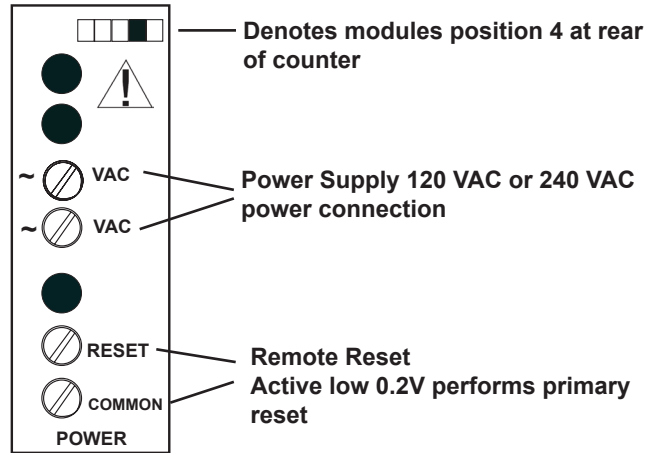 Denotes modules position 4 at rear
of counter
!
~ VAC
~ VAC
Power Supply 120 VAC or 240 VAC
power connection
RESET
COMMON
Remote Reset
Active low 0.2V performs primary
reset
POWER